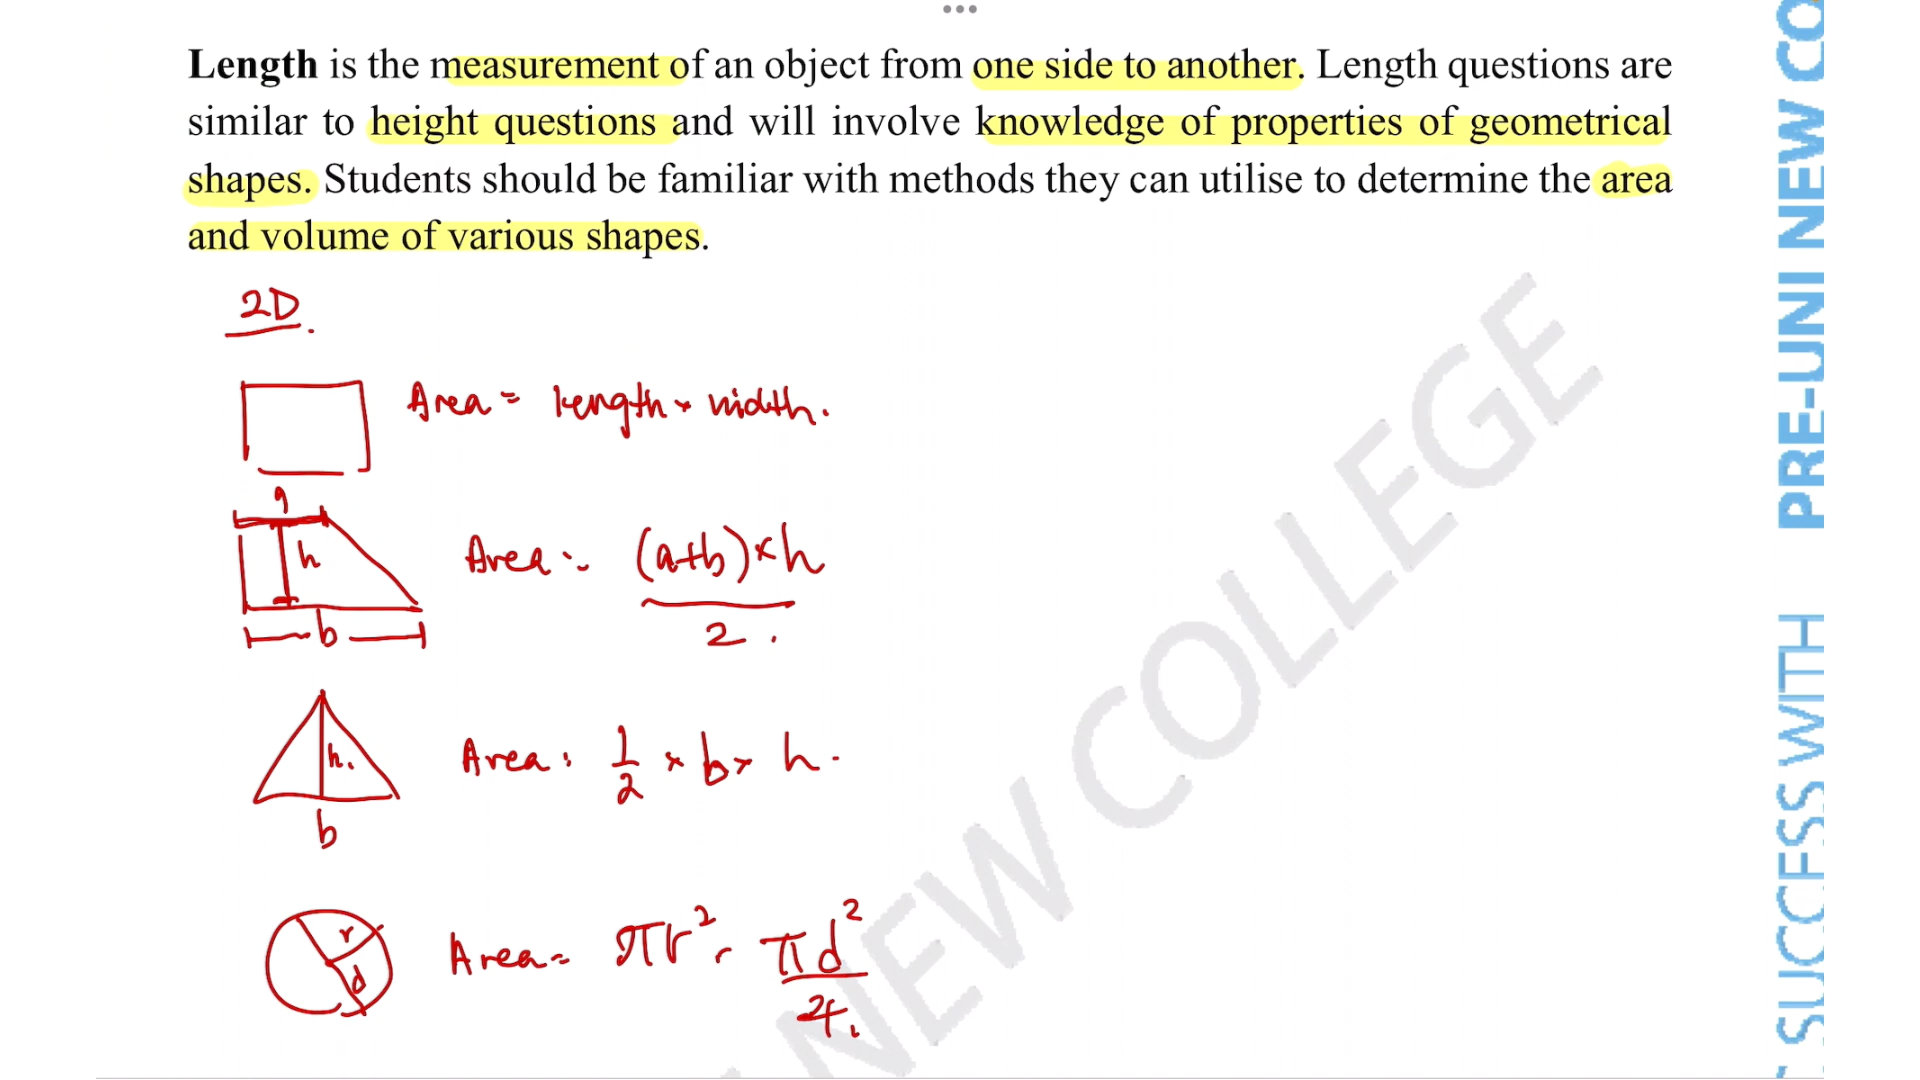 Length is the measurement of an object from one side to another. Length questions are
similar to height questions and will involve knowledge of properties of geometrical
shapes. Students should be familiar with methods they can utilise to determine the area
and volume of various shapes.
2D.
Area = length × width.
a
h
b
Area = (a+b)×h
2.
h.
b
Area = 1/2 × b × h.
r
d
Area = πr² = πd²
4.
NEW COLLEGE
SUCCESS WITH PRE-UNI NEW CO